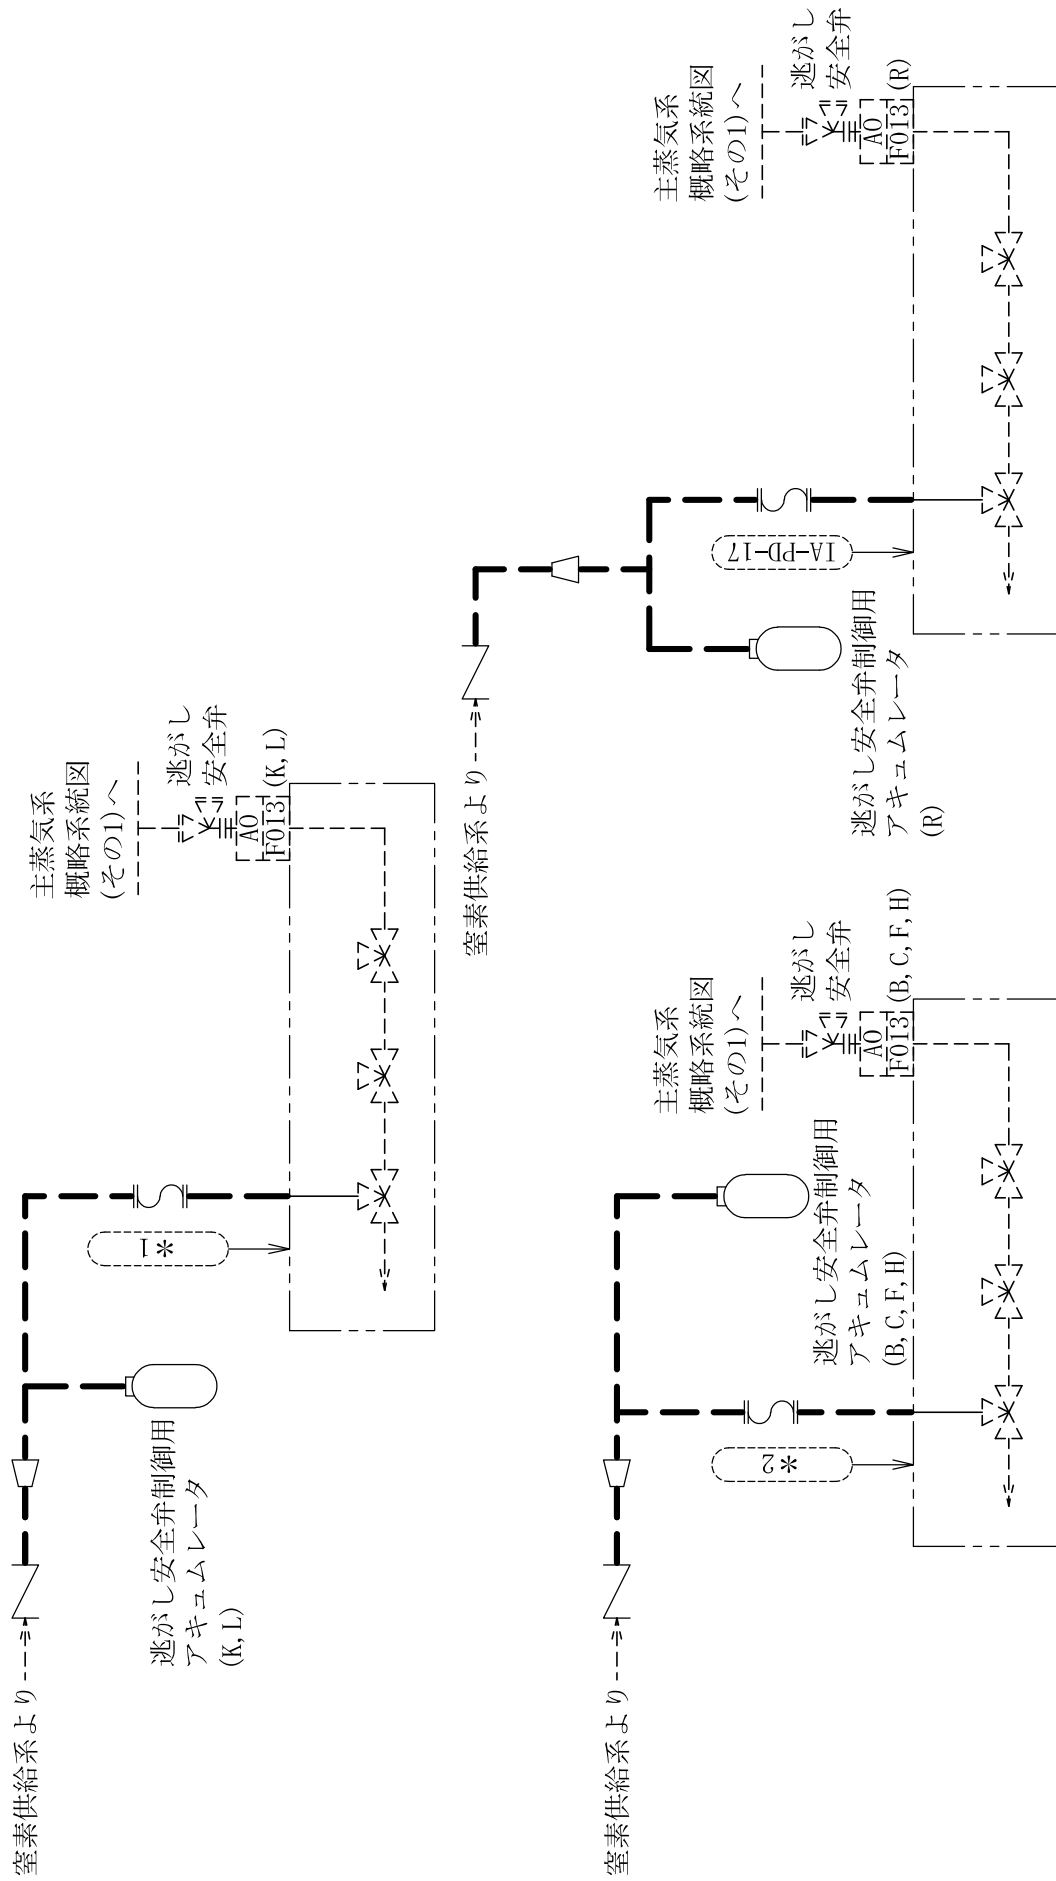 窒素供給系より
逃がし安全弁制御用
アキュムレータ
(K,L)
*1
主蒸気系
概略系統図
(その1)へ
逃がし
安全弁
AO
F013
(K,L)
窒素供給系より
逃がし安全弁制御用
アキュムレータ
(R)
IA-PD-17
主蒸気系
概略系統図
(その1)へ
逃がし
安全弁
AO
F013
(R)
窒素供給系より
*2
逃がし安全弁制御用
アキュムレータ
(B,C,F,H)
主蒸気系
概略系統図
(その1)へ
逃がし
安全弁
AO
F013
(B,C,F,H)